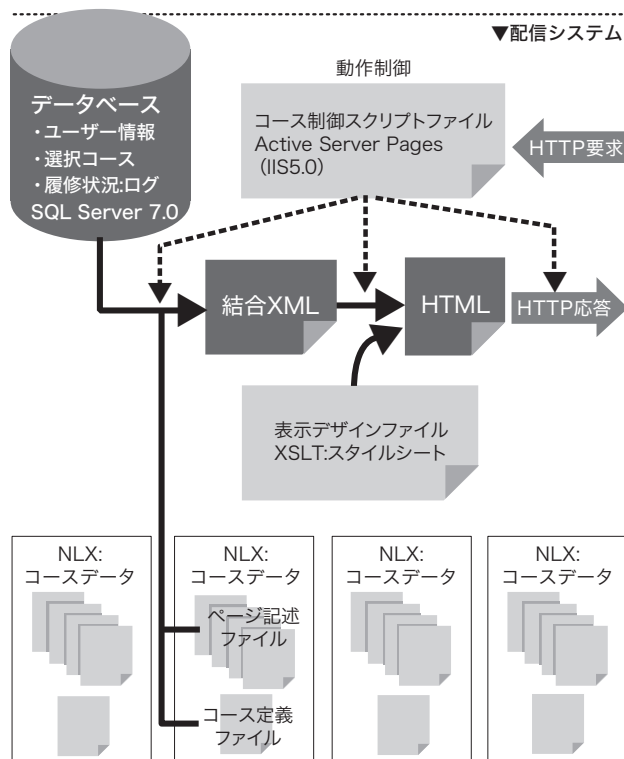 ▼配信システム
動作制御
データベース
・ユーザー情報
・選択コース
・履修状況:ログ
SQL Server 7.0
コース制御スクリプトファイル
Active Server Pages
（IIS5.0）
HTTP要求
結合XML
HTML
HTTP応答
表示デザインファイル
XSLT:スタイルシート
NLX:
コースデータ
NLX:
コースデータ
ページ記述
ファイル
コース定義
ファイル
NLX:
コースデータ
NLX:
コースデータ